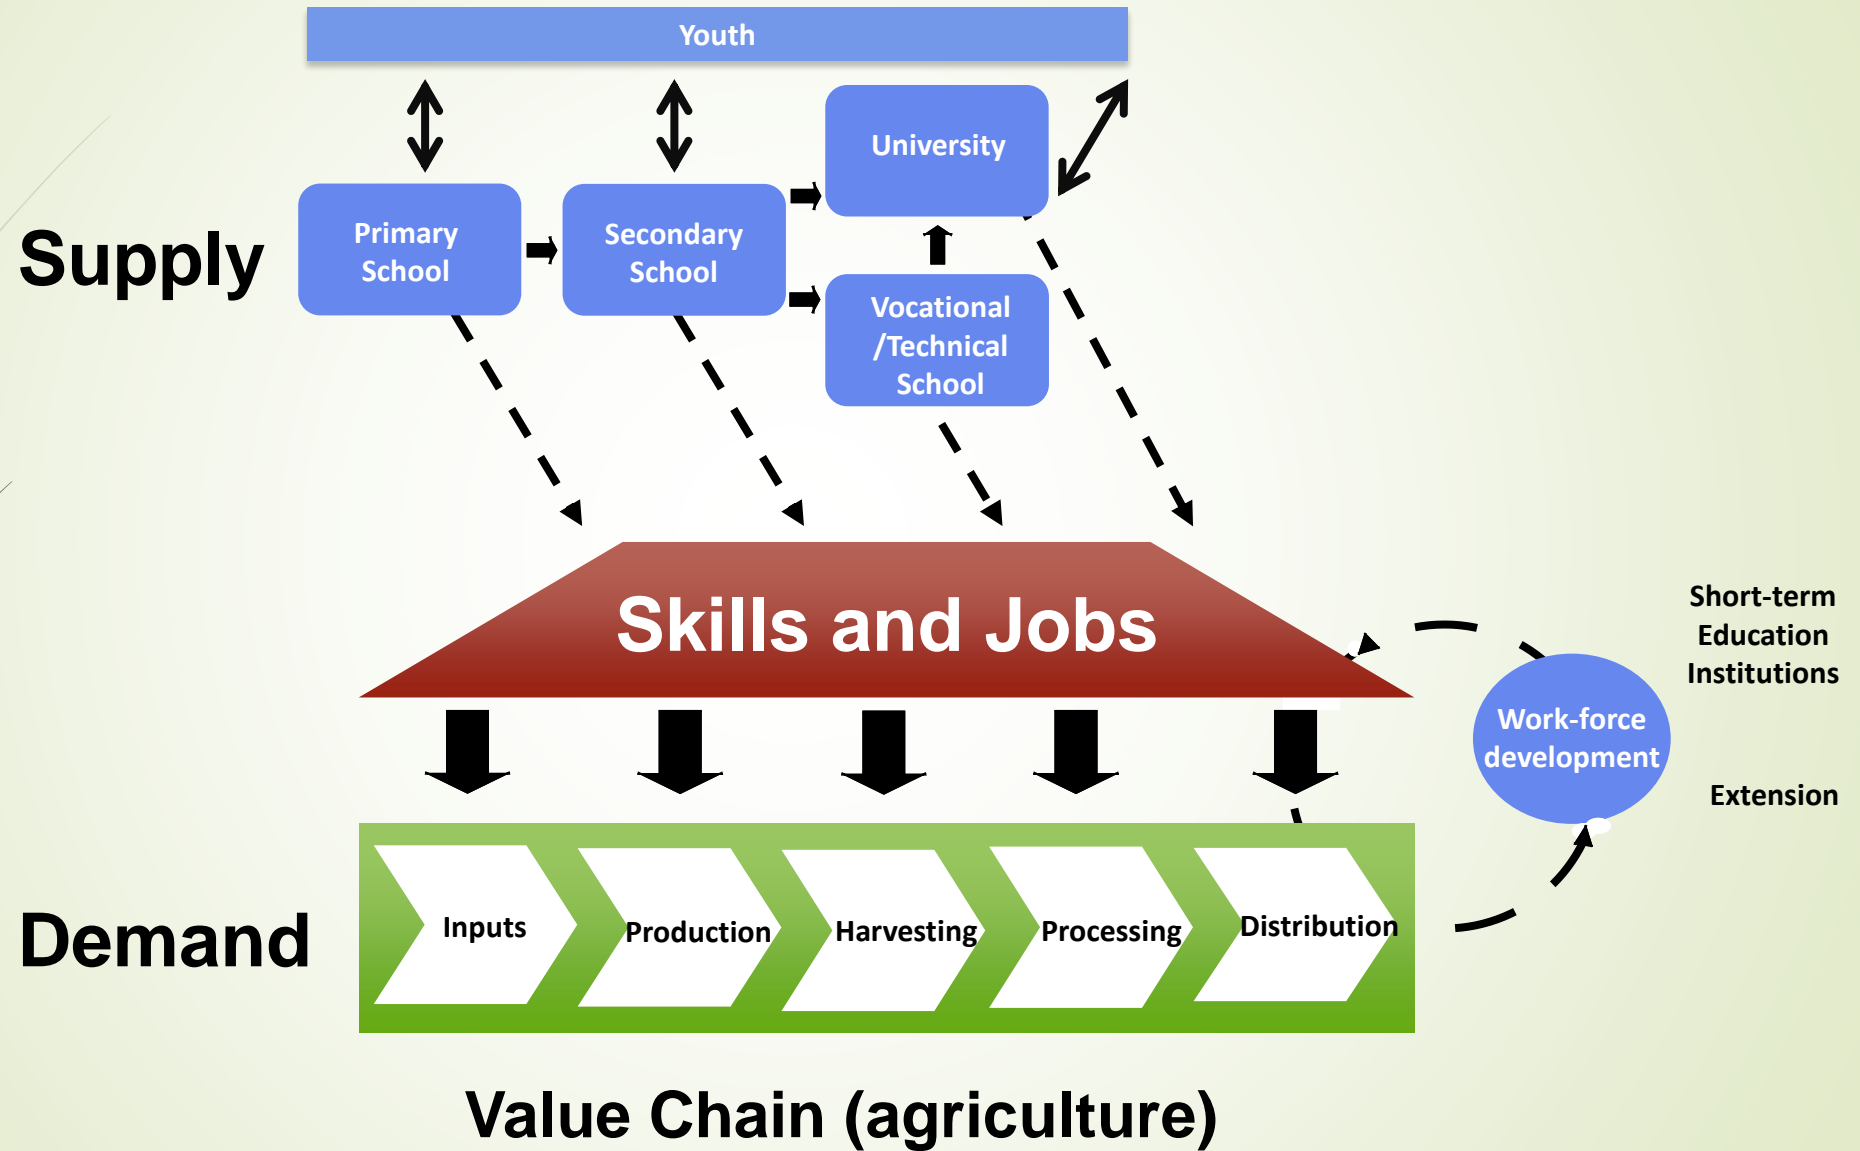 Youth
University
Supply
Primary
School
Secondary
School
Vocational
/Technical
School
Skills and Jobs
Short-term
Education
Institutions
Work-force
development
Extension
Demand
Inputs
Production
Harvesting
Processing
Distribution
Value Chain (agriculture)